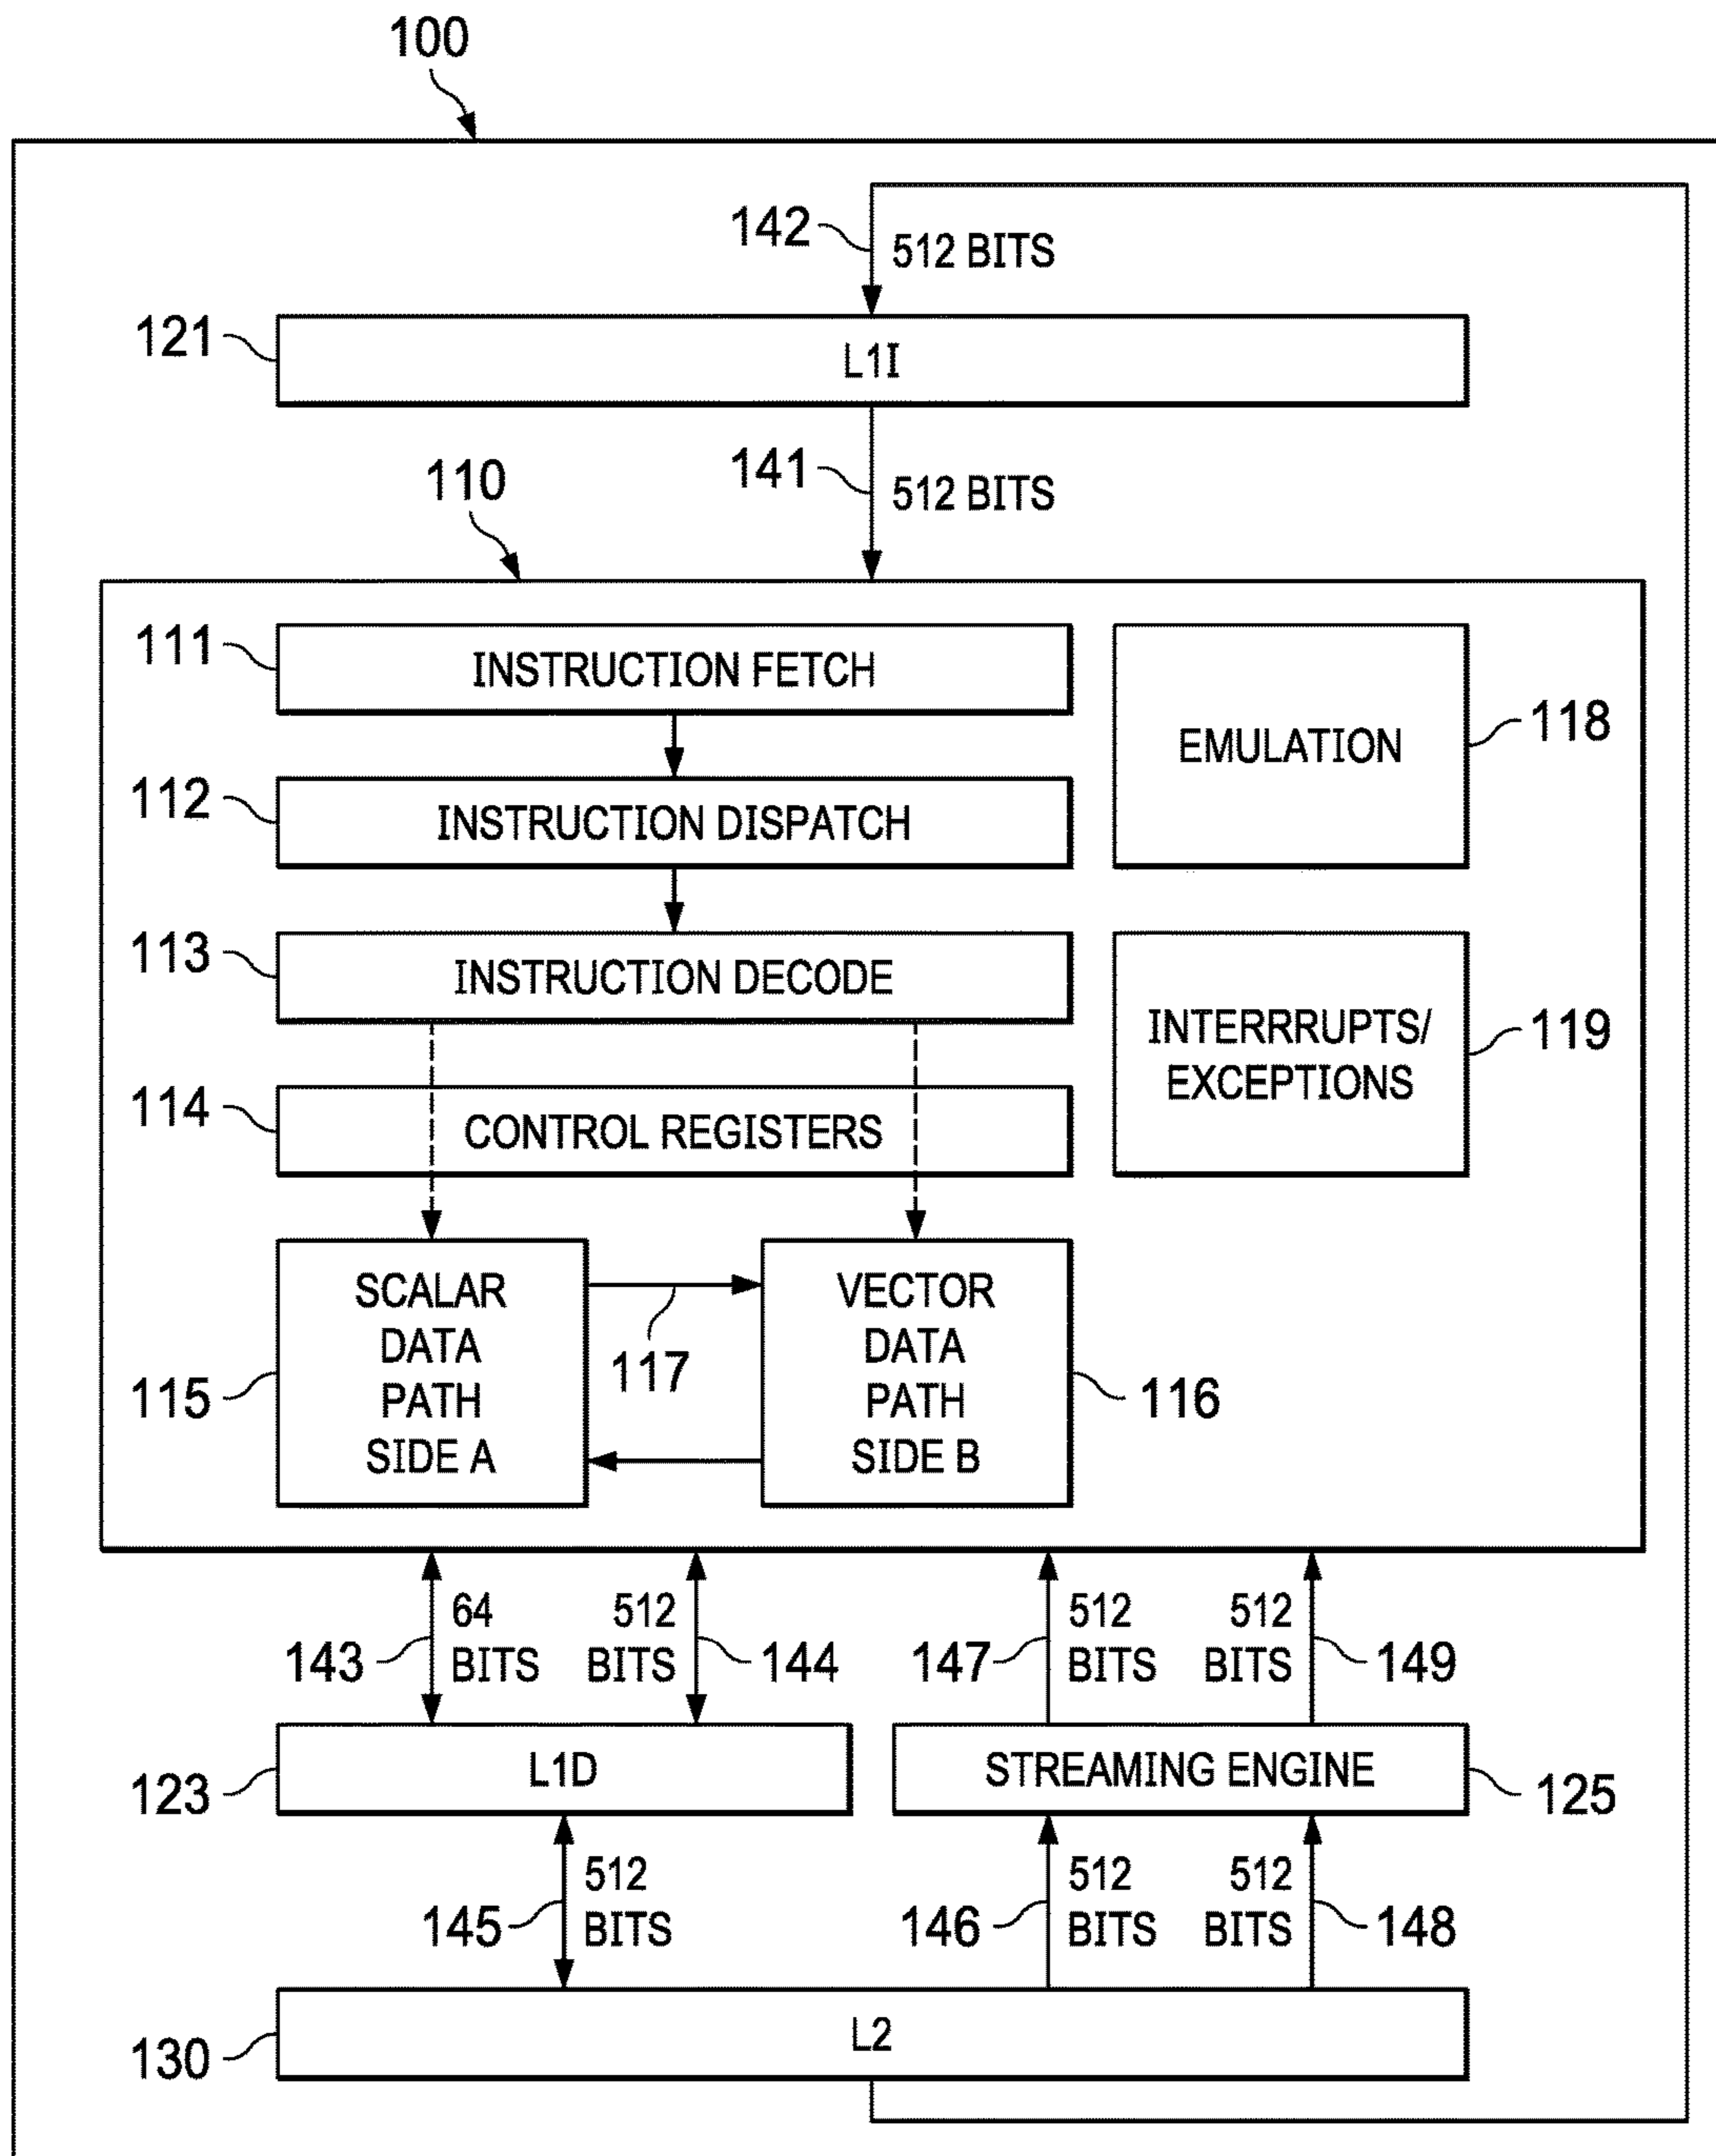 100
142
512 BITS
121
L1I
141
512 BITS
110
111
INSTRUCTION FETCH
118
EMULATION
112
INSTRUCTION DISPATCH
113
INSTRUCTION DECODE
119
INTERRRUPTS/
EXCEPTIONS
114
CONTROL REGISTERS
115
SCALAR
DATA
PATH
SIDE A
117
VECTOR
DATA
PATH
SIDE B
116
143
64
BITS
512
BITS
144
147
512
BITS
512
BITS
149
123
L1D
STREAMING ENGINE
125
145
512
BITS
146
512
BITS
512
BITS
148
130
L2